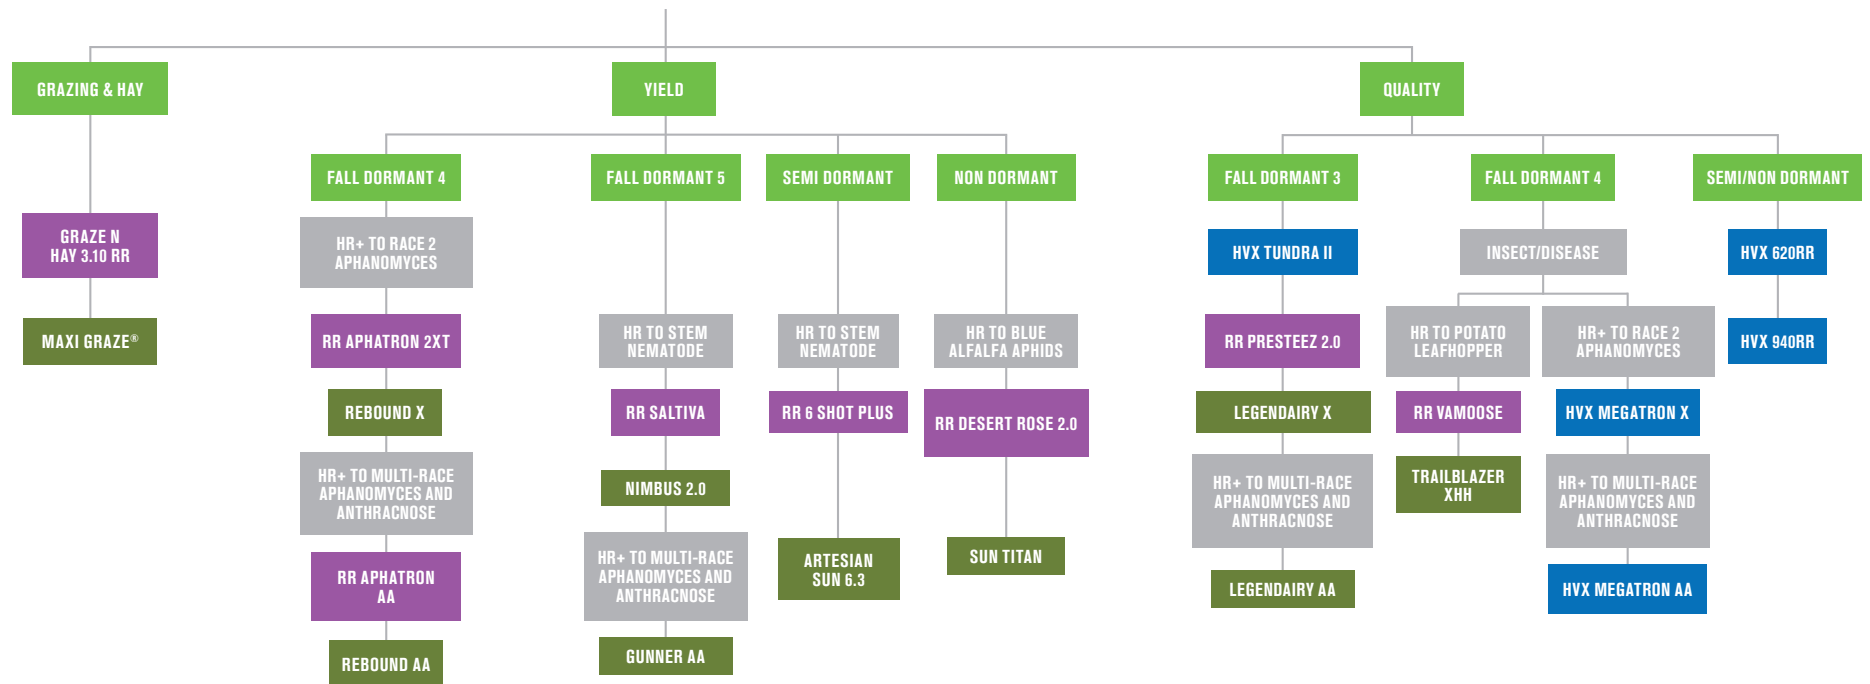 GRAZING & HAY
YIELD
QUALITY
FALL DORMANT 4
FALL DORMANT 5
SEMI DORMANT
NON DORMANT
FALL DORMANT 3
FALL DORMANT 4
SEMI/NON DORMANT
GRAZE N
HAY 3.10 RR
MAXI GRAZE®
HR+ TO RACE 2
APHANOMYCES
RR APHATRON 2XT
REBOUND X
HR+ TO MULTI-RACE
APHANOMYCES AND
ANTHRACNOSE
RR APHATRON
AA
REBOUND AA
HR TO STEM
NEMATODE
RR SALTIVA
NIMBUS 2.0
HR+ TO MULTI-RACE
APHANOMYCES AND
ANTHRACNOSE
GUNNER AA
HR TO STEM
NEMATODE
RR 6 SHOT PLUS
ARTESIAN
SUN 6.3
HR TO BLUE
ALFALFA APHIDS
RR DESERT ROSE 2.0
SUN TITAN
HVX TUNDRA II
RR PRESTEEZ 2.0
LEGENDAIRY X
HR+ TO MULTI-RACE
APHANOMYCES AND
ANTHRACNOSE
LEGENDAIRY AA
INSECT/DISEASE
HR TO POTATO
LEAFHOPPER
RR VAMOOSE
TRAILBLAZER
XHH
HR+ TO RACE 2
APHANOMYCES
HVX MEGATRON X
HR+ TO MULTI-RACE
APHANOMYCES AND
ANTHRACNOSE
HVX MEGATRON AA
HVX 620RR
HVX 940RR